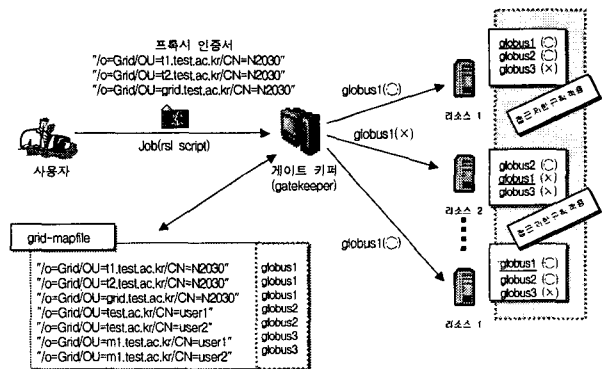 프록시 인증서
"/o=Grid/OU=t1.test.ac.kr/CN=N2030"
"/o=Grid/OU=t2.test.ac.kr/CN=N2030"
"/o=Grid/OU=grid.test.ac.kr/CN=N2030"
사용자
Job(rsl script)
게이트 키퍼
(gatekeeper)
globus1(○)
globus1(×)
globus1(○)
리소스 1
globus1 (○)
globus2 (○)
globus3 (×)
리소스 2
globus2 (○)
globus1 (×)
globus3 (×)
리소스 r
globus1 (○)
globus2 (○)
globus3 (×)
grid-mapfile
"/o=Grid/OU=t1.test.ac.kr/CN=N2030" globus1
"/o=Grid/OU=t2.test.ac.kr/CN=N2030" globus1
"/o=Grid/OU=grid.test.ac.kr/CN=N2030" globus1
"/o=Grid/OU=test.ac.kr/CN=user1" globus2
"/o=Grid/OU=test.ac.kr/CN=user2" globus2
"/o=Grid/OU=m1.test.ac.kr/CN=user1" globus3
"/o=Grid/OU=m1.test.ac.kr/CN=user2" globus3